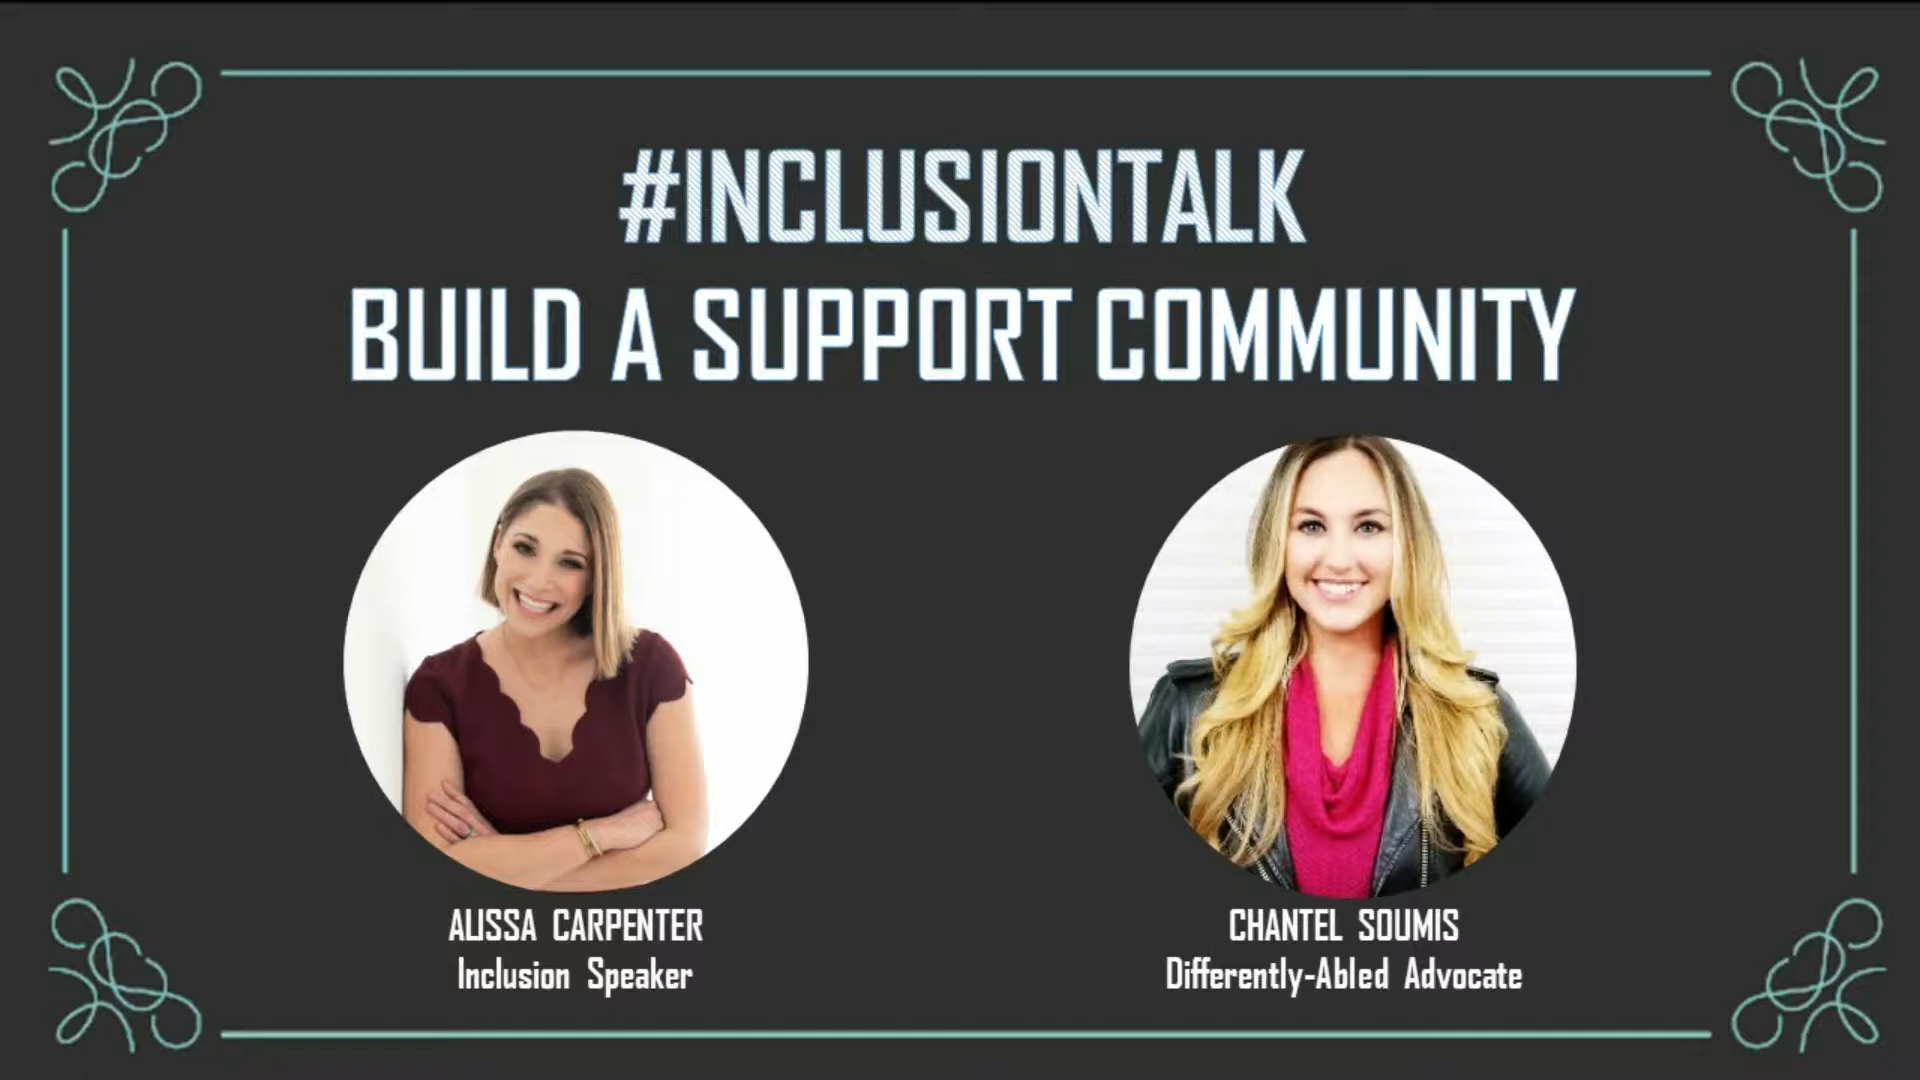 #INCLUSIONTALK
BUILD A SUPPORT COMMUNITY
ALISSA CARPENTER
CHANTEL SOUMIS
Inclusion Speaker
Differently-Abled Advocate